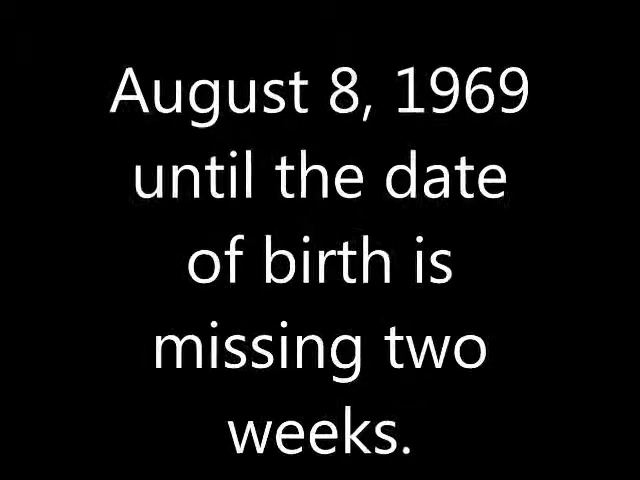 August 8, 1969
until the date
of birth is
missing two
weeks.